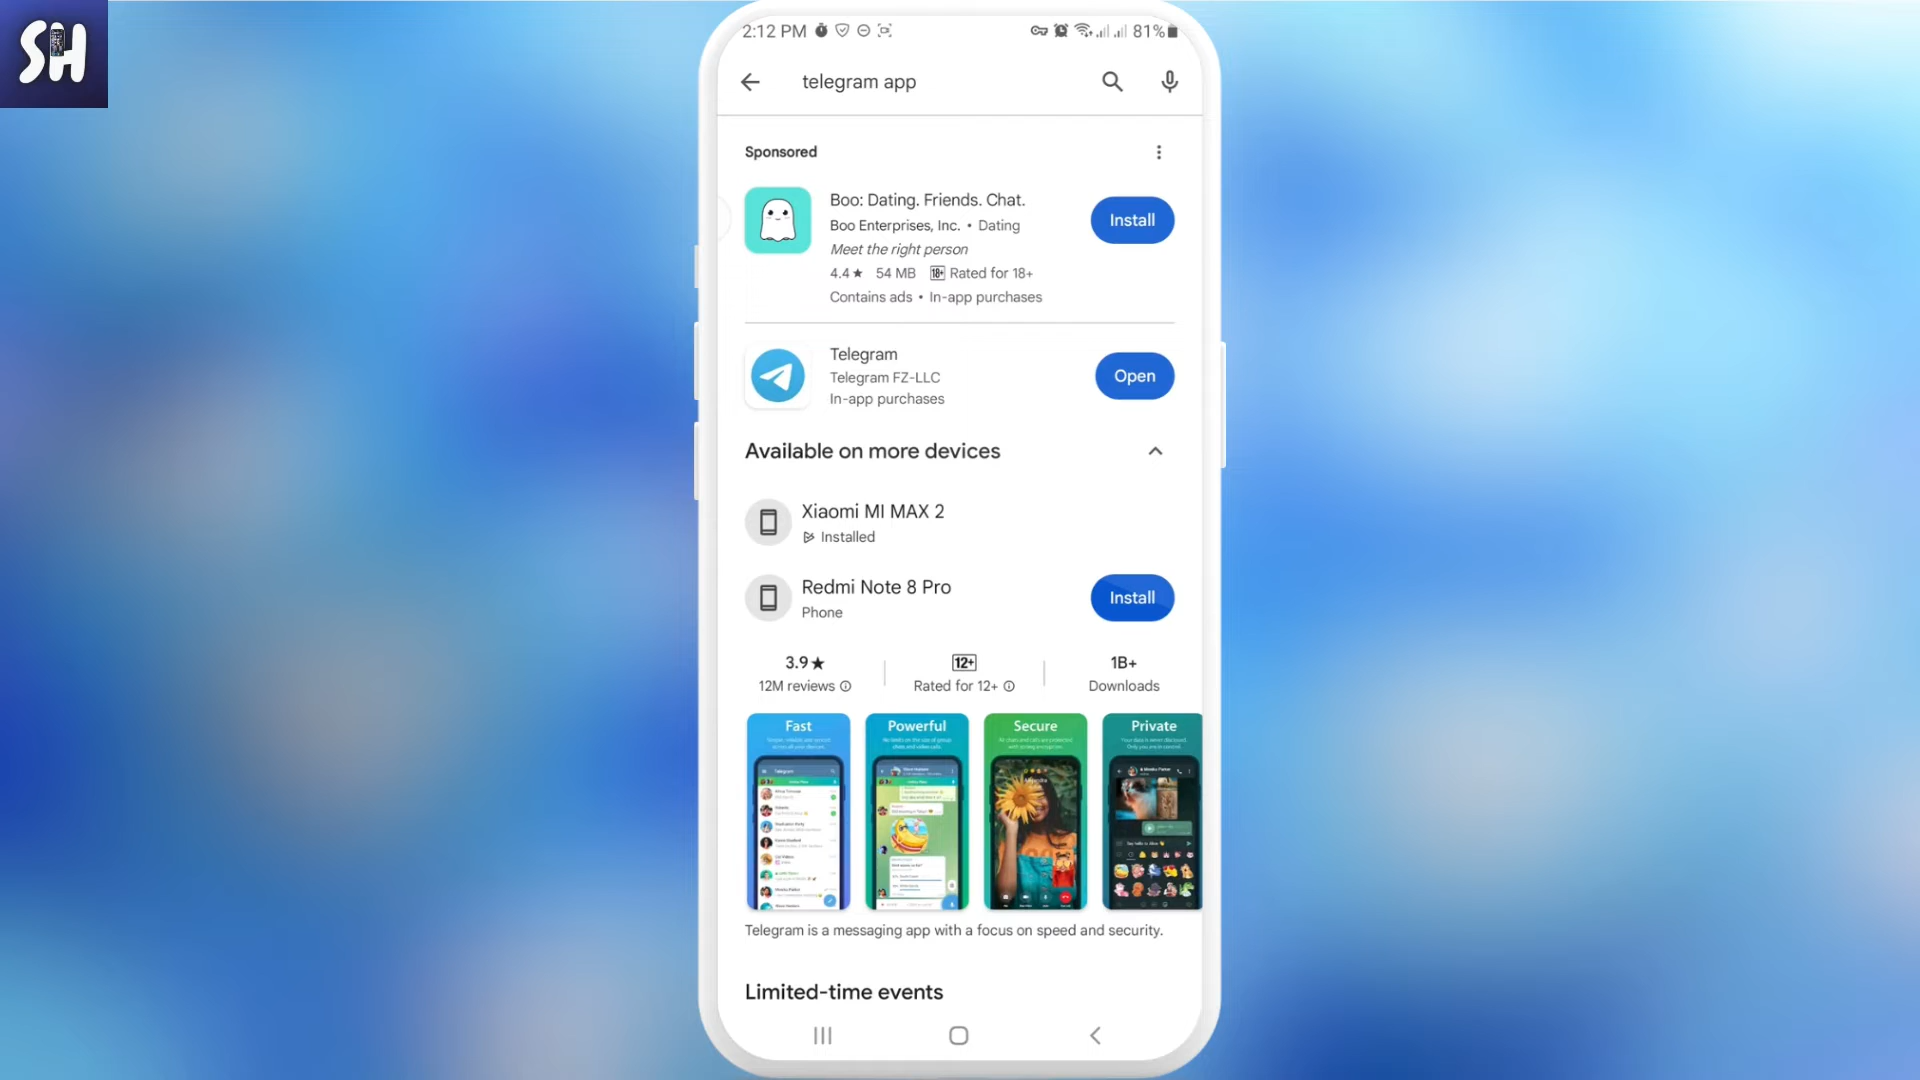 SH
2:12 PM 81%
telegram app
Sponsored
Boo: Dating. Friends. Chat.
Boo Enterprises, Inc. • Dating
Meet the right person
4.4★ 54 MB 18+ Rated for 18+
Contains ads • In-app purchases
Install
Telegram
Telegram FZ-LLC
In-app purchases
Open
Available on more devices
Xiaomi MI MAX 2
Installed
Redmi Note 8 Pro
Phone
Install
3.9★ 12+ 1B+
12M reviews Rated for 12+ Downloads
Fast Powerful Secure Private
Telegram is a messaging app with a focus on speed and security.
Limited-time events